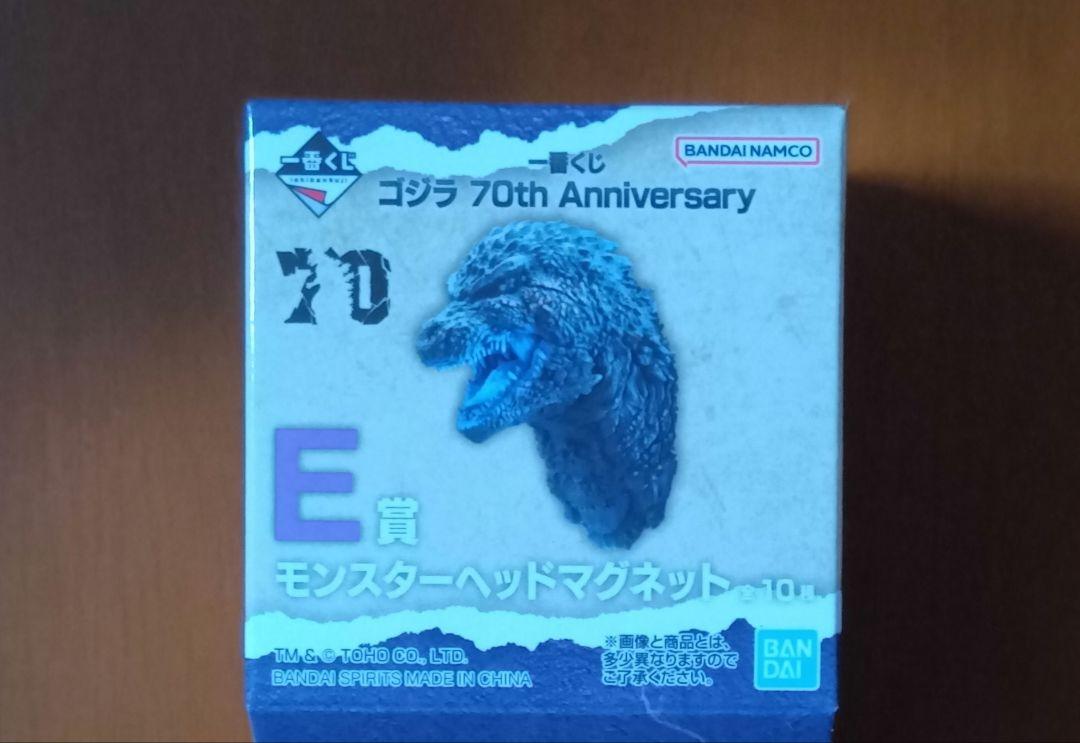 一番くじ
ICHIBANKUJI
一番くじ
BANDAI NAMCO
ゴジラ 70th Anniversary
70
E賞
モンスターヘッドマグネット 全10種
TM & © TOHO CO., LTD.
BANDAI SPIRITS MADE IN CHINA
※画像と商品とは、
多少異なりますので
ご了承ください。
BAN
DAI